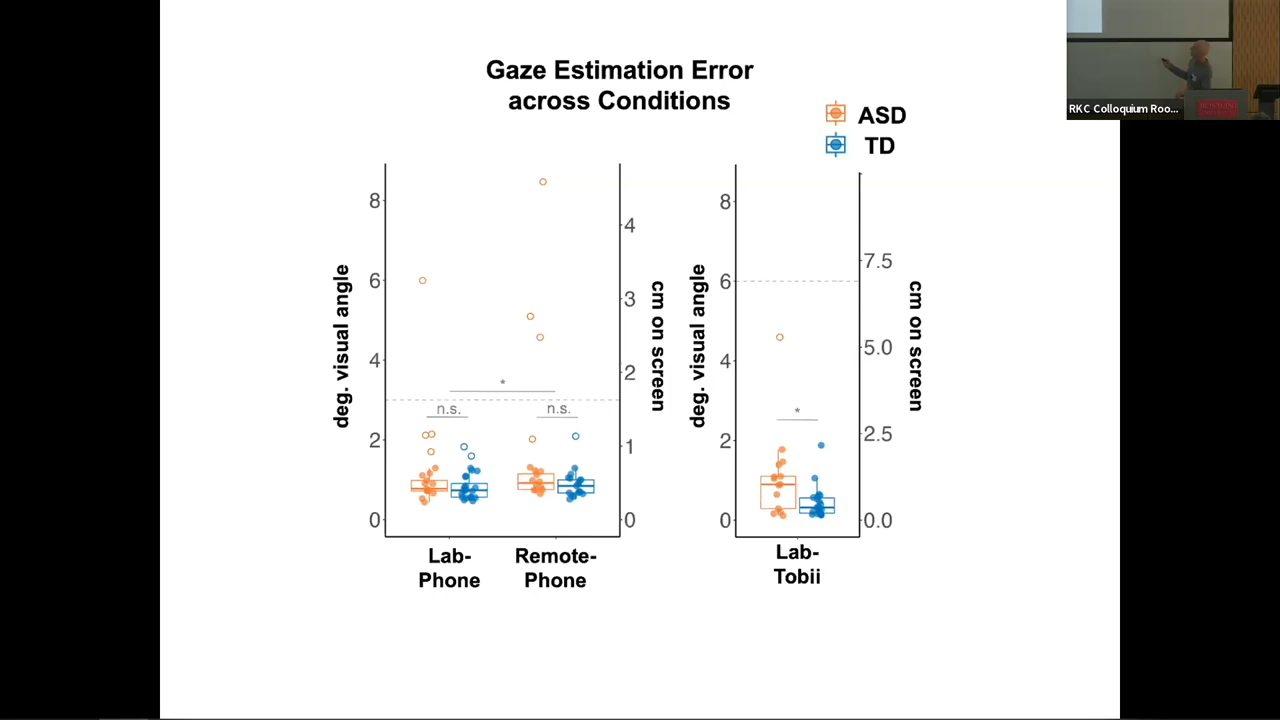 Gaze Estimation Error
across Conditions
ASD
TD
RKC Colloquium Roo...
deg. visual angle
8
6
4
2
0
n.s.
*
n.s.
4
3
2
1
0
cm on screen
Lab-
Phone
Remote-
Phone
deg. visual angle
8
6
4
2
0
*
7.5
5.0
2.5
0.0
cm on screen
Lab-
Tobii